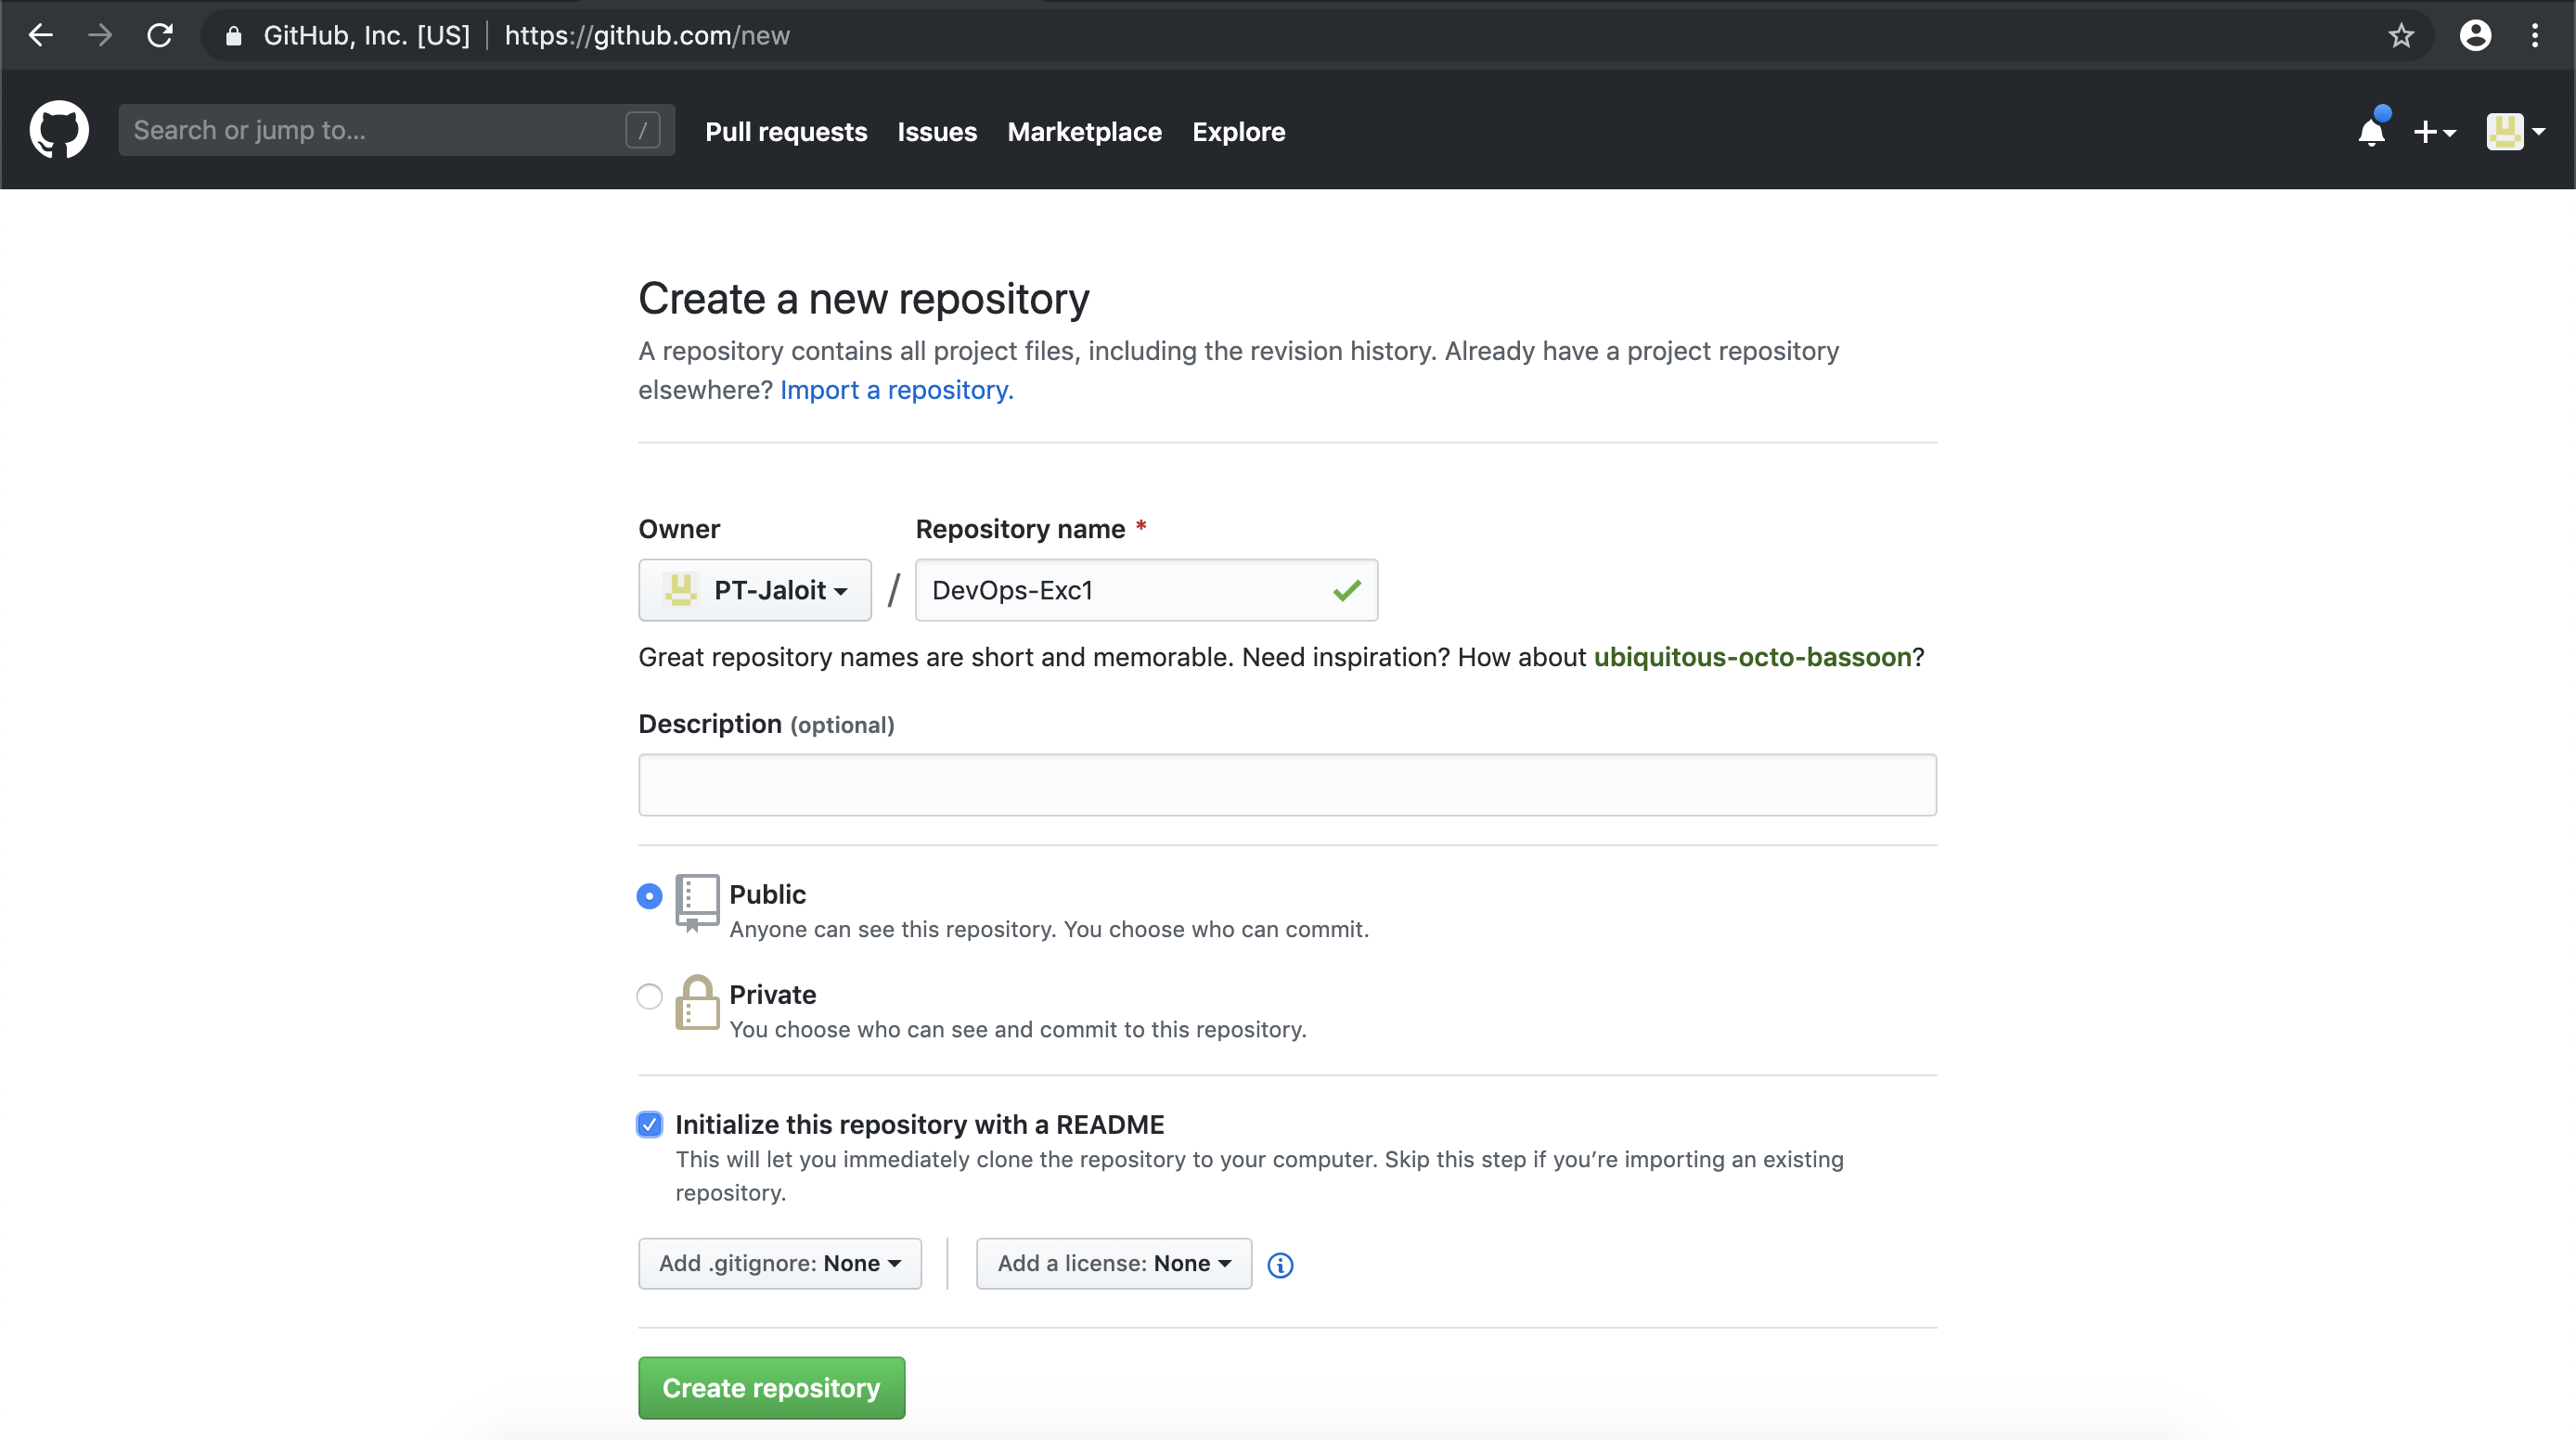 GitHub, Inc. [US] https://github.com/new
Search or jump to... / Pull requests Issues Marketplace Explore
Create a new repository
A repository contains all project files, including the revision history. Already have a project repository
elsewhere? Import a repository.
Owner Repository name *
PT-Jaloit / DevOps-Exc1
Great repository names are short and memorable. Need inspiration? How about ubiquitous-octo-bassoon?
Description (optional)
Public
Anyone can see this repository. You choose who can commit.
Private
You choose who can see and commit to this repository.
Initialize this repository with a README
This will let you immediately clone the repository to your computer. Skip this step if you’re importing an existing
repository.
Add .gitignore: None Add a license: None
Create repository